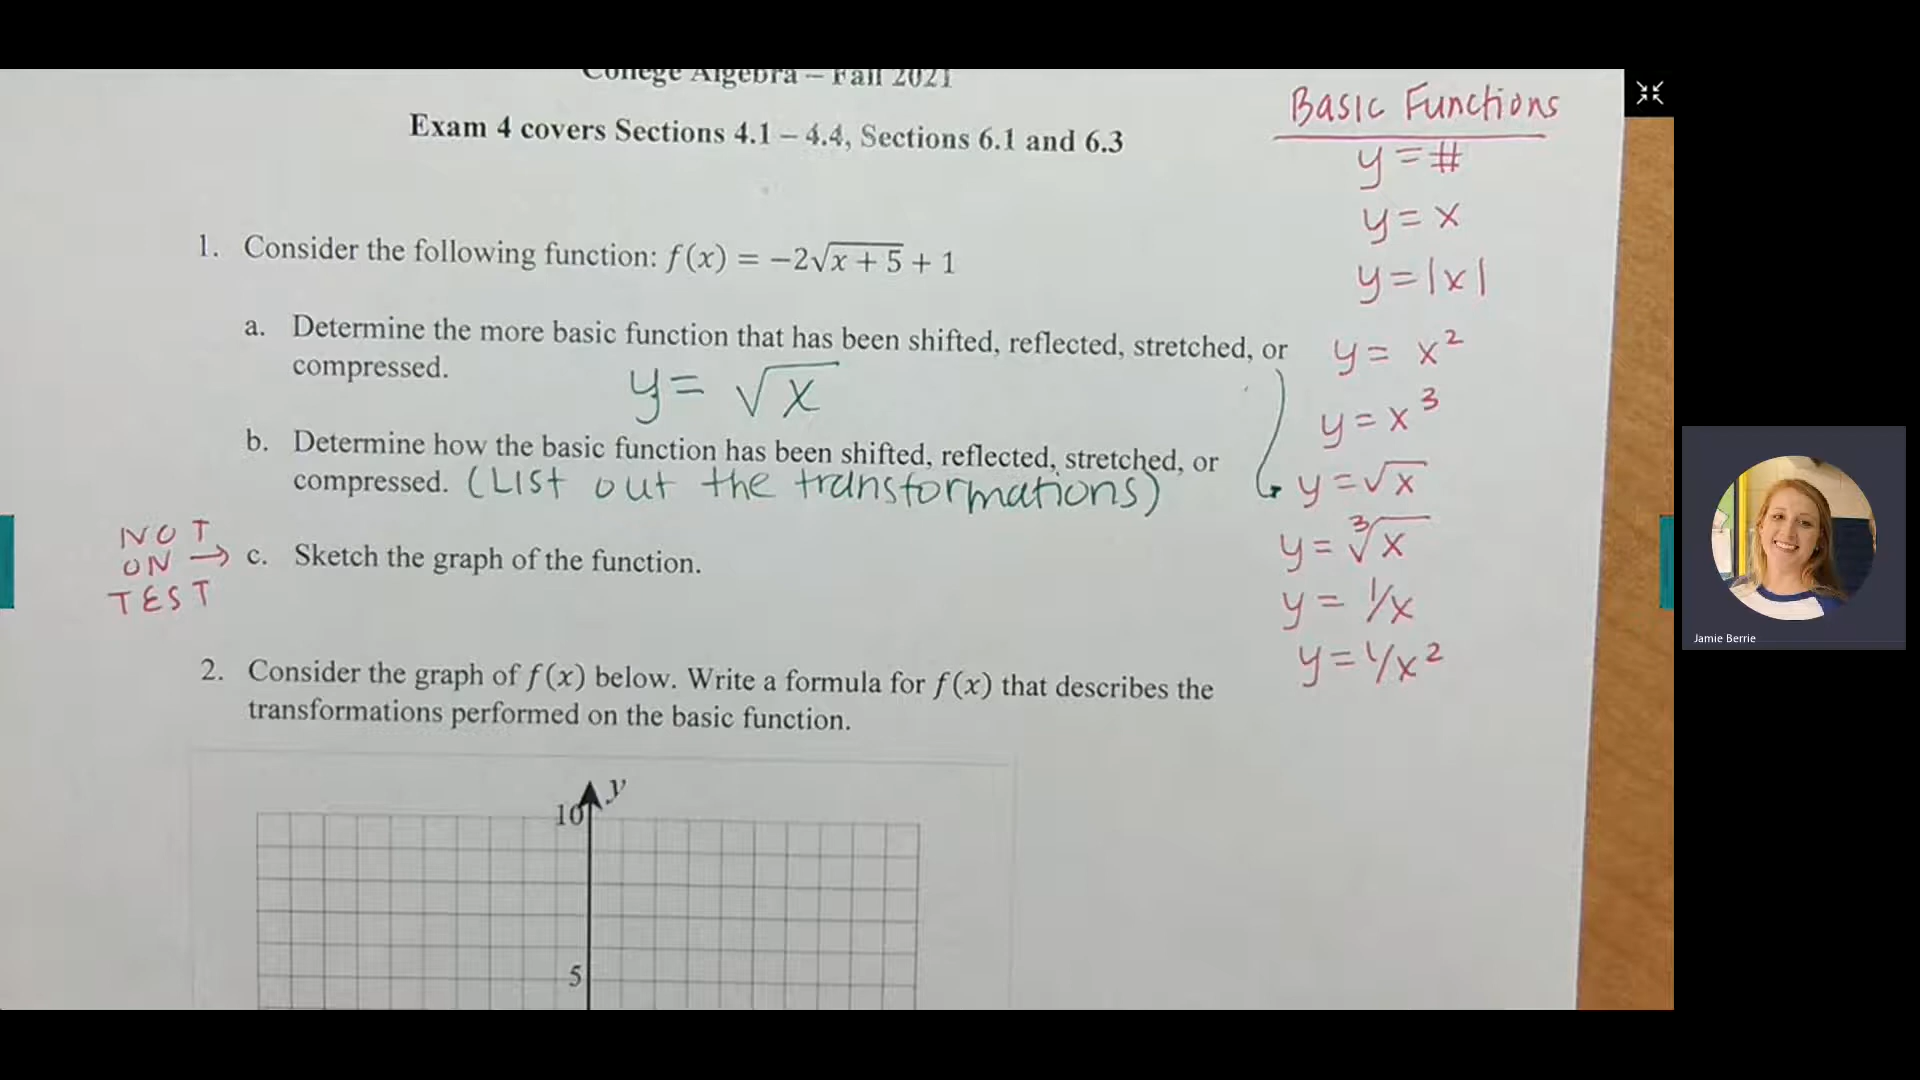 College Algebra – Fall 2021
Exam 4 covers Sections 4.1 – 4.4, Sections 6.1 and 6.3
Basic Functions
y = #
y = x
y = |x|
y = x²
y = x³
y = √x
y = ∛x
y = 1/x
y = 1/x²
1. Consider the following function: f(x) = −2√(x + 5) + 1
a. Determine the more basic function that has been shifted, reflected, stretched, or
compressed.
y = √x
b. Determine how the basic function has been shifted, reflected, stretched, or
compressed. (List out the transformations)
NOT
ON →
TEST
c. Sketch the graph of the function.
2. Consider the graph of f(x) below. Write a formula for f(x) that describes the
transformations performed on the basic function.
y
10
5
Jamie Berrie